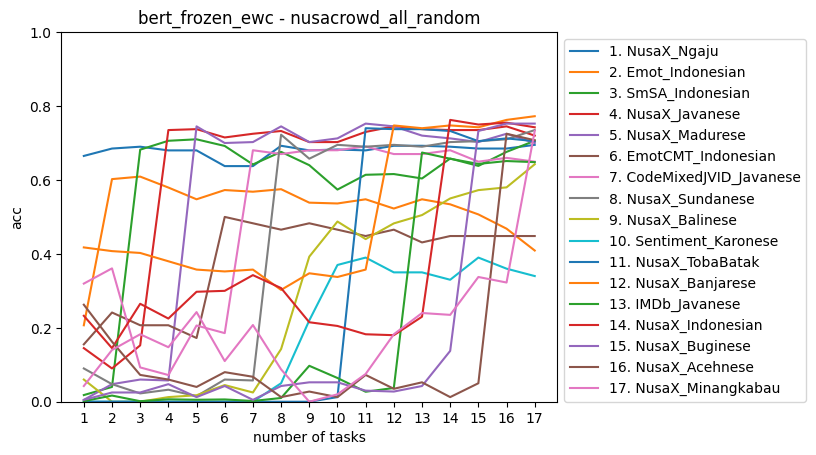 bert_frozen_ewc - nusacrowd_all_random
1.0
0.8
0.6
0.4
0.2
0.0
acc
1 2 3 4 5 6 7 8 9 10 11 12 13 14 15 16 17
number of tasks
1. NusaX_Ngaju
2. Emot_Indonesian
3. SmSA_Indonesian
4. NusaX_Javanese
5. NusaX_Madurese
6. EmotCMT_Indonesian
7. CodeMixedJVID_Javanese
8. NusaX_Sundanese
9. NusaX_Balinese
10. Sentiment_Karonese
11. NusaX_TobaBatak
12. NusaX_Banjarese
13. IMDb_Javanese
14. NusaX_Indonesian
15. NusaX_Buginese
16. NusaX_Acehnese
17. NusaX_Minangkabau